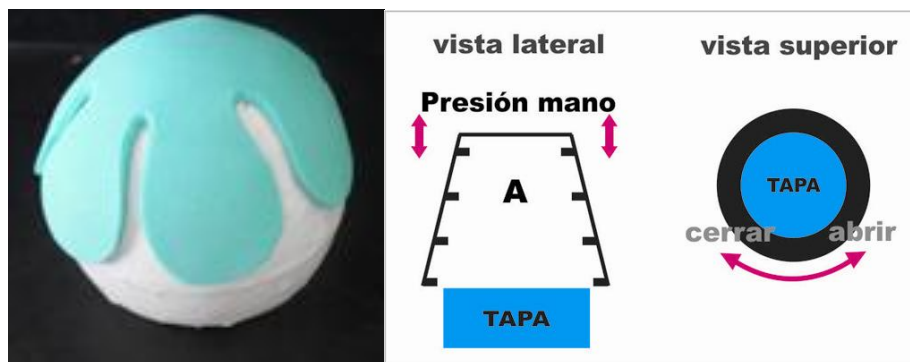 vista lateral
vista superior
Presión mano
A
TAPA
TAPA
cerrar
abrir